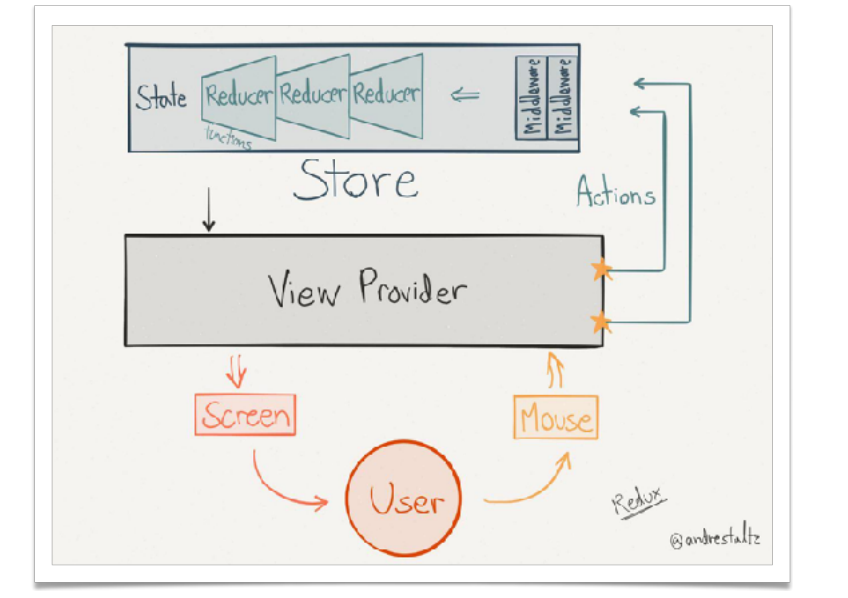 State Reducer Reducer Reducer Middleware Middleware
functions
Store
Actions
View Provider
Screen
Mouse
User
Redux
@andrestaltz